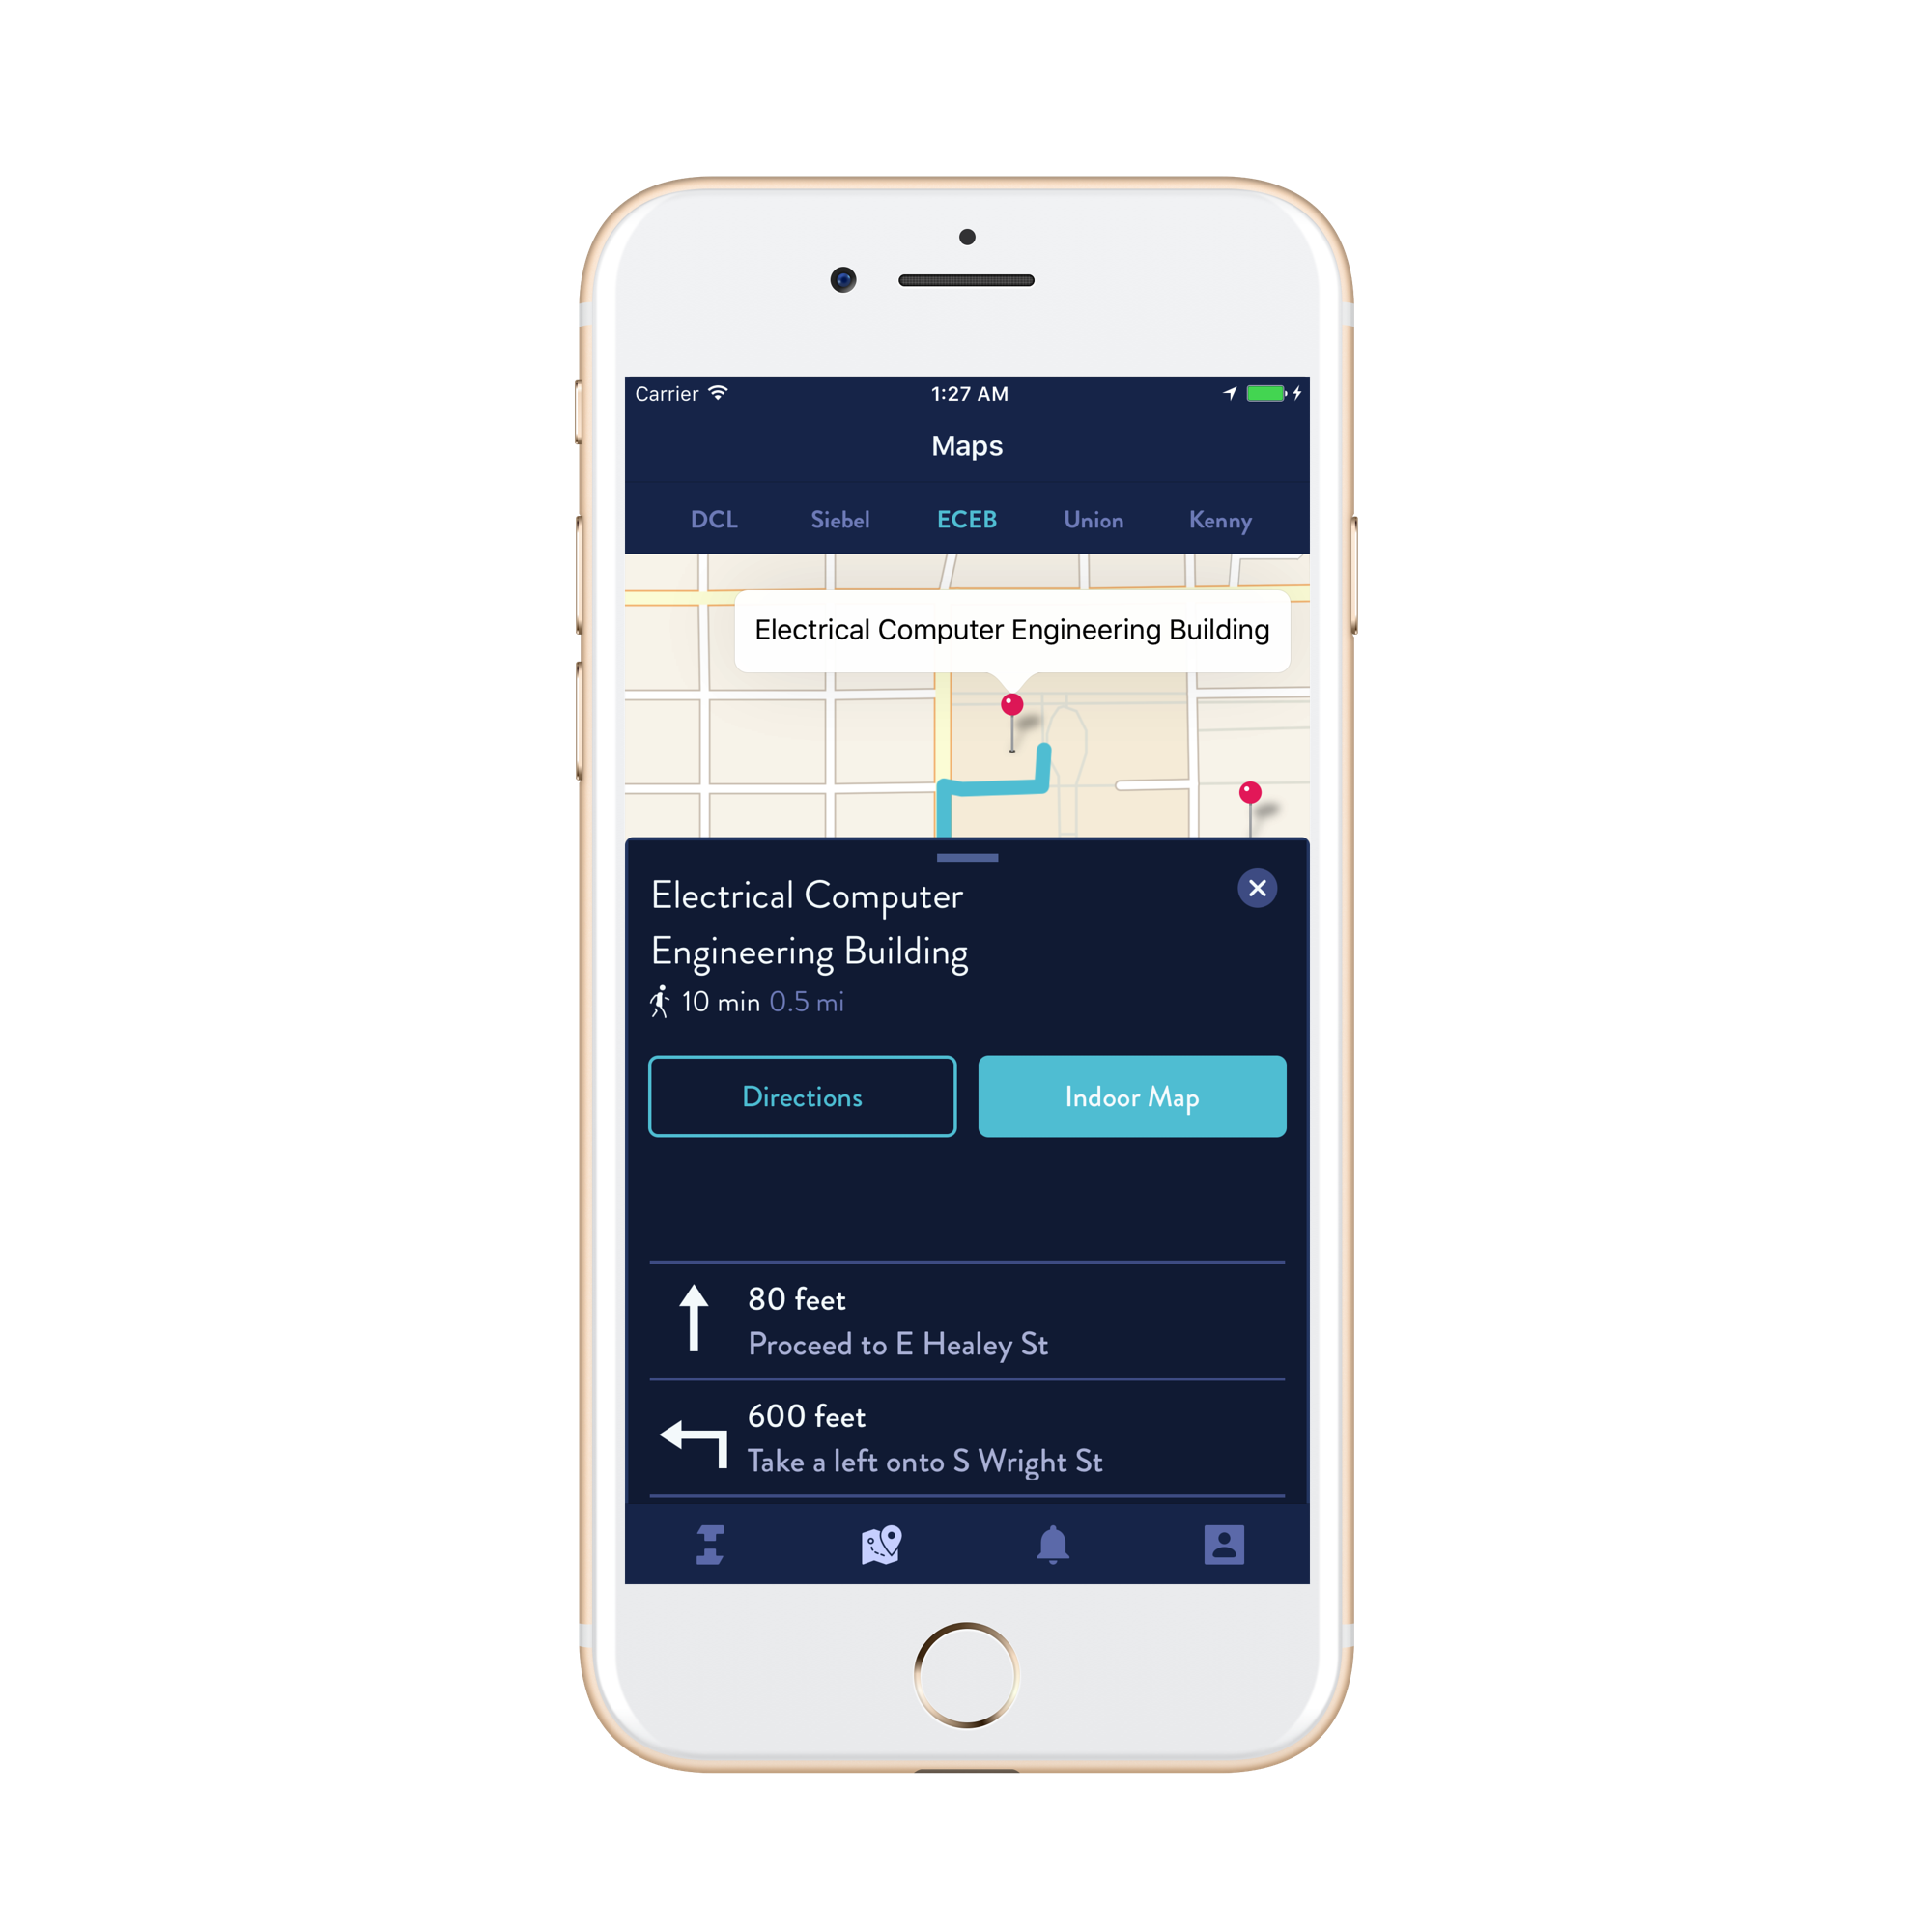 Carrier 1:27 AM
Maps
DCL Siebel ECEB Union Kenny
Electrical Computer Engineering Building
Electrical Computer
Engineering Building
10 min 0.5 mi
Directions Indoor Map
80 feet
Proceed to E Healey St
600 feet
Take a left onto S Wright St